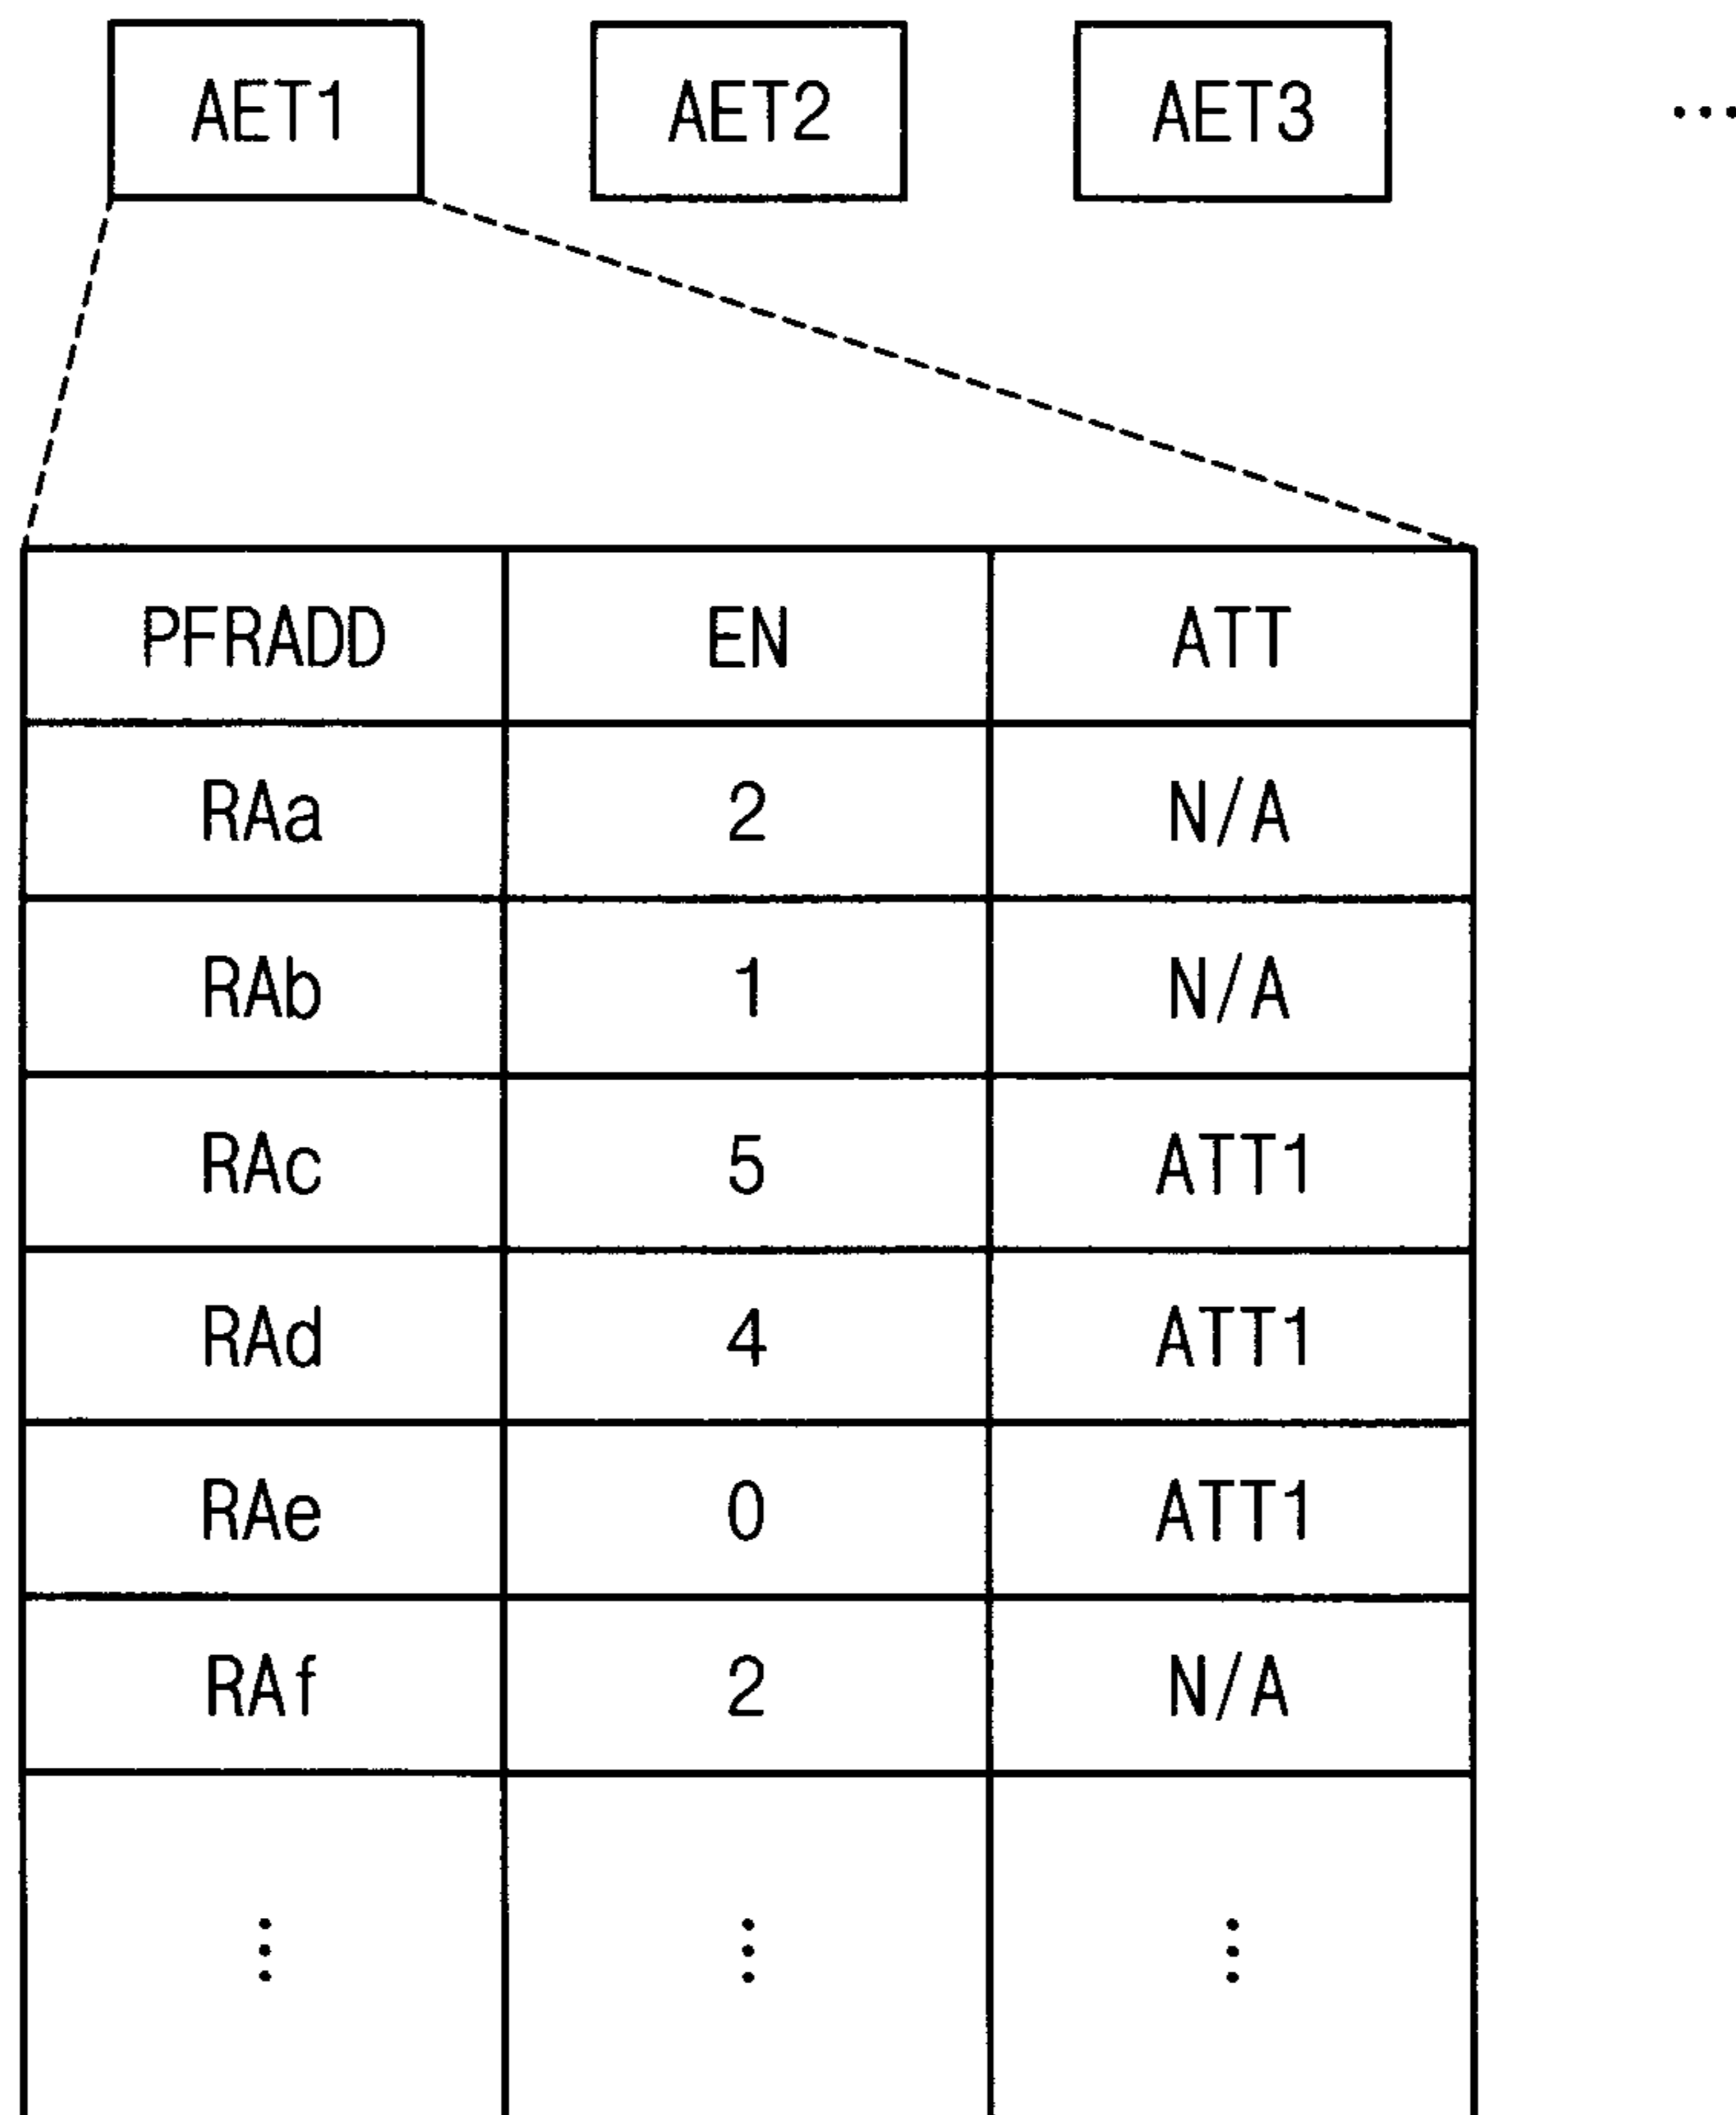 AET1 AET2 AET3 ...
PFRADD EN ATT
RAa 2 N/A
RAb 1 N/A
RAc 5 ATT1
RAd 4 ATT1
RAe 0 ATT1
RAf 2 N/A
⋮ ⋮ ⋮